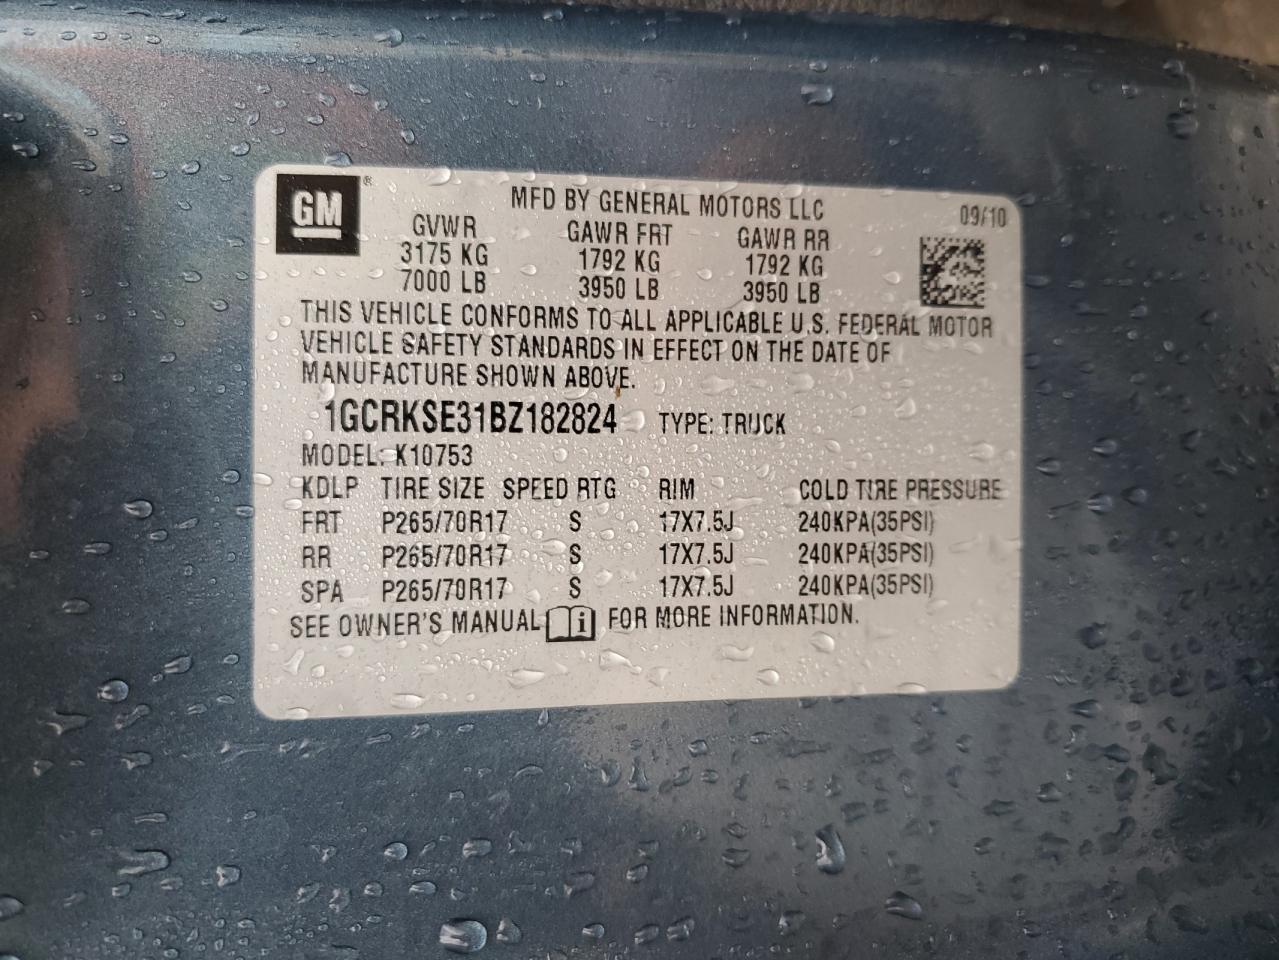 GM®
MFD BY GENERAL MOTORS LLC
09/10
GVWR GAWR FRT GAWR RR
3175 KG 1792 KG 1792 KG
7000 LB 3950 LB 3950 LB
THIS VEHICLE CONFORMS TO ALL APPLICABLE U.S. FEDERAL MOTOR
VEHICLE SAFETY STANDARDS IN EFFECT ON THE DATE OF
MANUFACTURE SHOWN ABOVE.
1GCRKSE31BZ182824 TYPE: TRUCK
MODEL: K10753
KDLP TIRE SIZE SPEED RTG RIM COLD TIRE PRESSURE
FRT P265/70R17 S 17X7.5J 240KPA(35PSI)
RR P265/70R17 S 17X7.5J 240KPA(35PSI)
SPA P265/70R17 S 17X7.5J 240KPA(35PSI)
SEE OWNER'S MANUAL i FOR MORE INFORMATION.